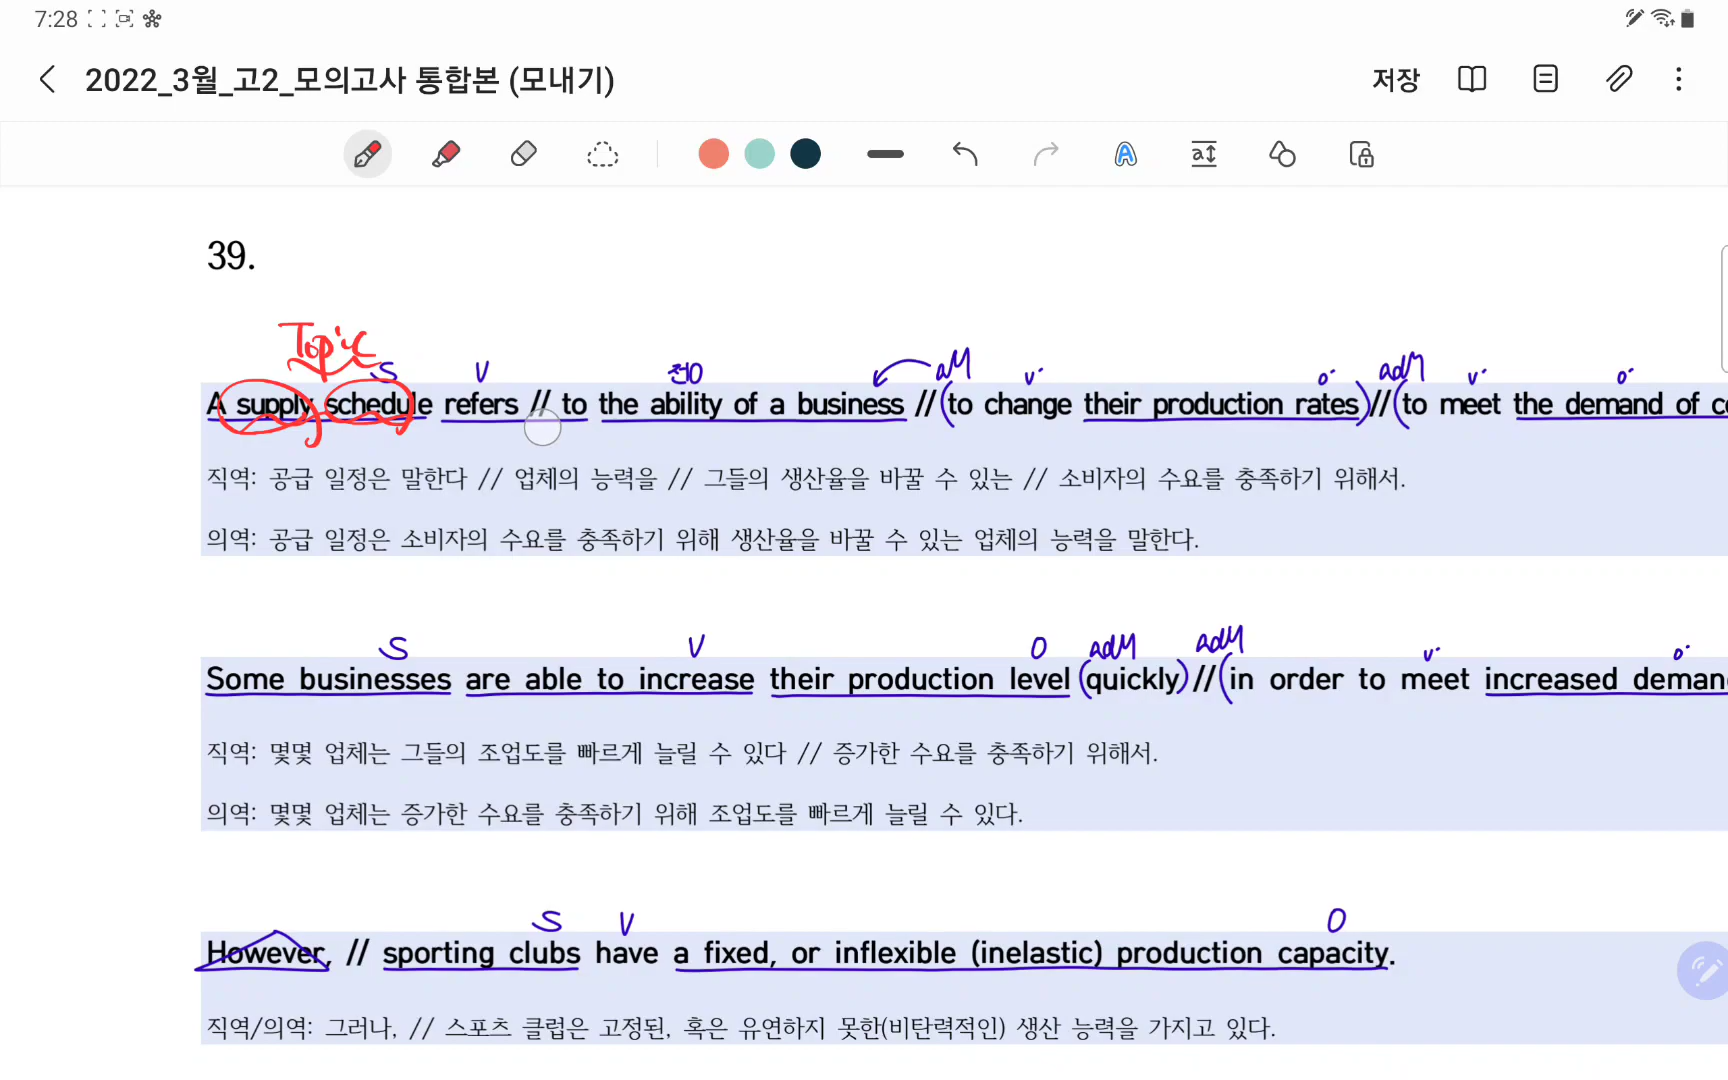 7:28
2022_3월_고2_모의고사 통합본 (모내기)
저장
39.
Topic
S V 전O aM v· o· adM v· o·
A supply schedule refers // to the ability of a business // (to change their production rates) // (to meet the demand of
직역: 공급 일정은 말한다 // 업체의 능력을 // 그들의 생산율을 바꿀 수 있는 // 소비자의 수요를 충족하기 위해서.
의역: 공급 일정은 소비자의 수요를 충족하기 위해 생산율을 바꿀 수 있는 업체의 능력을 말한다.
S V O adM adM v· o·
Some businesses are able to increase their production level (quickly) // (in order to meet increased deman
직역: 몇몇 업체는 그들의 조업도를 빠르게 늘릴 수 있다 // 증가한 수요를 충족하기 위해서.
의역: 몇몇 업체는 증가한 수요를 충족하기 위해 조업도를 빠르게 늘릴 수 있다.
S V O
However, // sporting clubs have a fixed, or inflexible (inelastic) production capacity.
직역/의역: 그러나, // 스포츠 클럽은 고정된, 혹은 유연하지 못한(비탄력적인) 생산 능력을 가지고 있다.